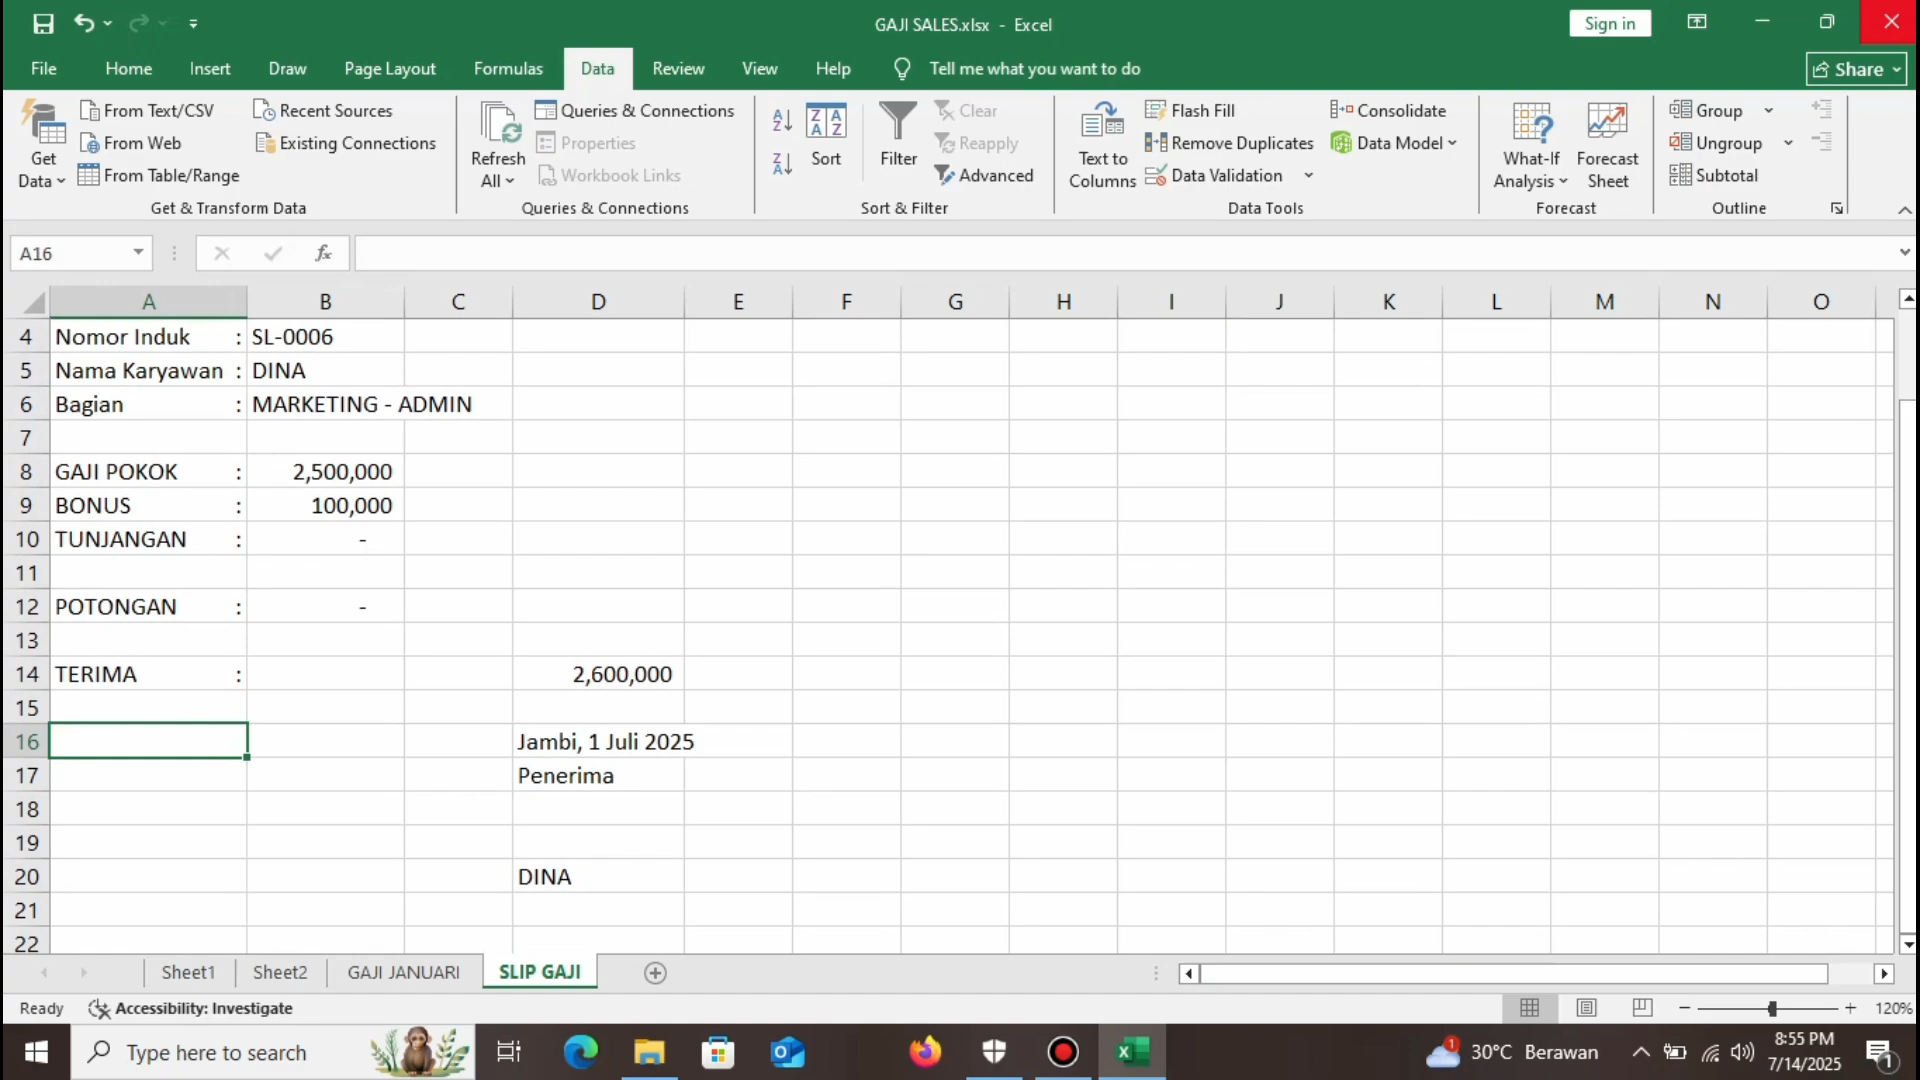 GAJI SALES.xlsx - Excel
Sign in
File Home Insert Draw Page Layout Formulas Data Review View Help Tell me what you want to do
Share
Get Data
From Text/CSV
From Web
From Table/Range
Recent Sources
Existing Connections
Get & Transform Data
Refresh All
Queries & Connections
Properties
Workbook Links
Queries & Connections
Sort
Filter
Clear
Reapply
Advanced
Sort & Filter
Text to Columns
Flash Fill
Remove Duplicates
Data Validation
Consolidate
Data Model
Data Tools
What-If Analysis
Forecast Sheet
Forecast
Group
Ungroup
Subtotal
Outline
A16
fx
A B C D E F G H I J K L M N O
4 Nomor Induk : SL-0006
5 Nama Karyawan : DINA
6 Bagian : MARKETING - ADMIN
7
8 GAJI POKOK : 2,500,000
9 BONUS : 100,000
10 TUNJANGAN : -
11
12 POTONGAN : -
13
14 TERIMA : 2,600,000
15
16 Jambi, 1 Juli 2025
17 Penerima
18
19
20 DINA
21
22
Sheet1 Sheet2 GAJI JANUARI SLIP GAJI
Ready Accessibility: Investigate 120%
Type here to search
1 30°C Berawan
8:55 PM
7/14/2025
1